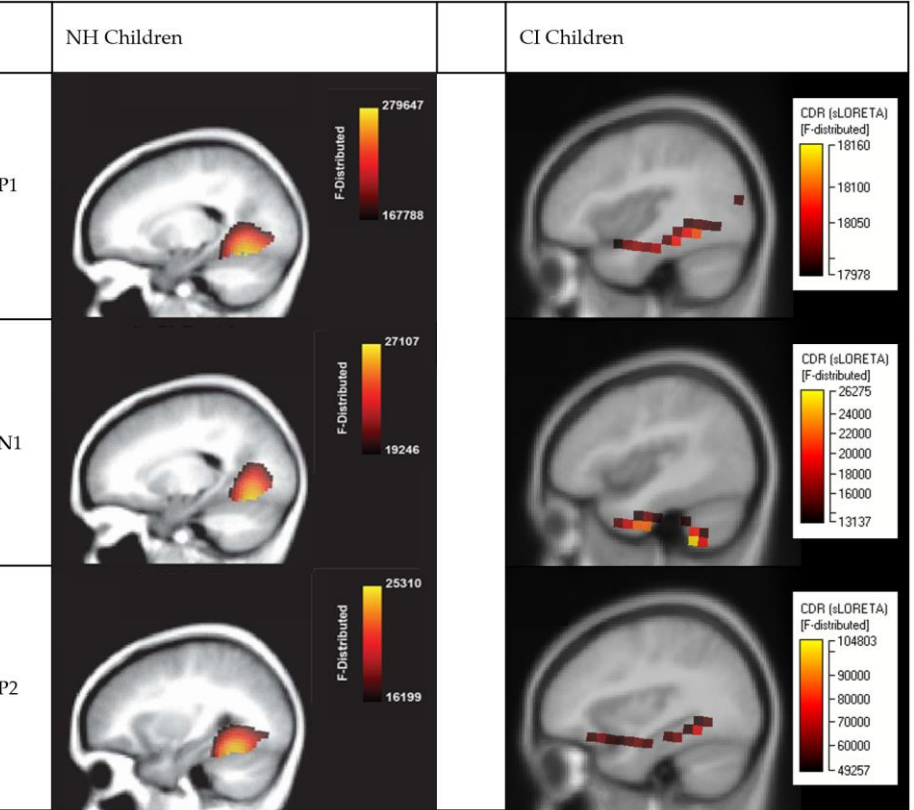 NH Children
CI Children
P1
F-Distributed
279647
167788
CDR (sLORETA)
[F-distributed]
18160
18100
18050
17978
N1
F-Distributed
27107
19246
CDR (sLORETA)
[F-distributed]
26275
24000
22000
20000
18000
16000
13137
P2
F-Distributed
25310
16199
CDR (sLORETA)
[F-distributed]
104803
90000
80000
70000
60000
49257